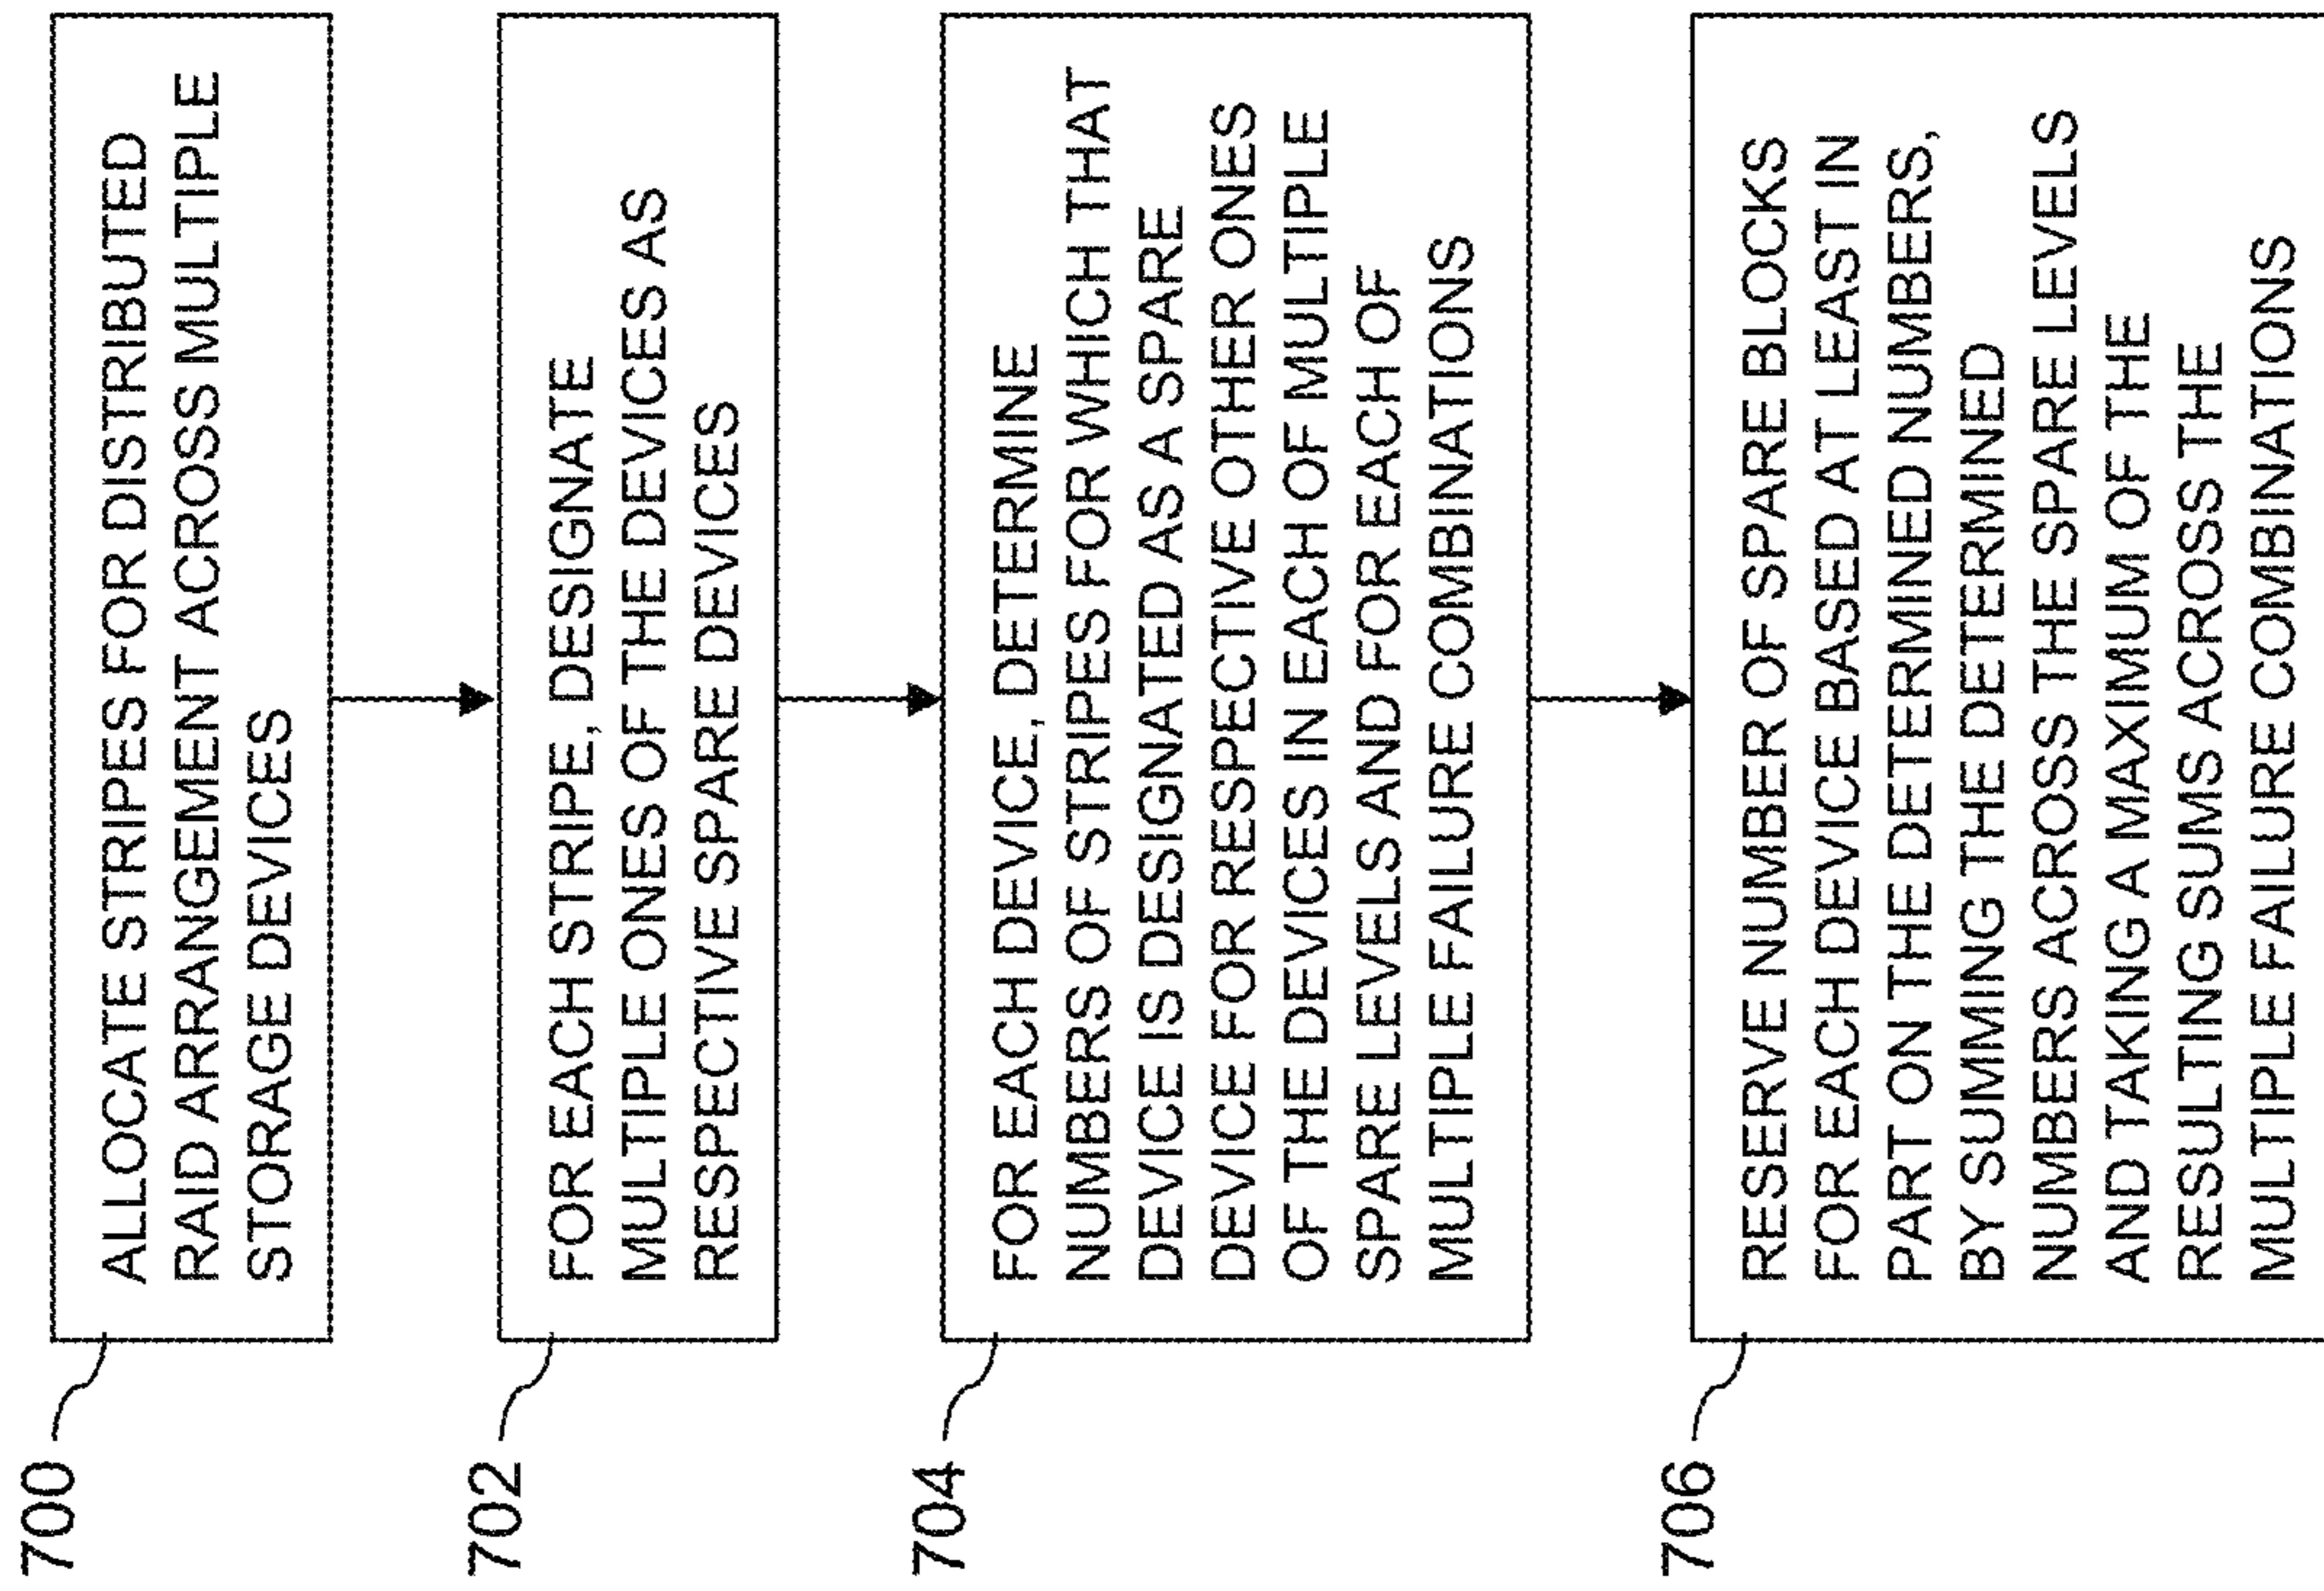 700
ALLOCATE STRIPES FOR DISTRIBUTED
RAID ARRANGEMENT ACROSS MULTIPLE
STORAGE DEVICES
702
FOR EACH STRIPE, DESIGNATE
MULTIPLE ONES OF THE DEVICES AS
RESPECTIVE SPARE DEVICES
704
FOR EACH DEVICE, DETERMINE
NUMBERS OF STRIPES FOR WHICH THAT
DEVICE IS DESIGNATED AS A SPARE
DEVICE FOR RESPECTIVE OTHER ONES
OF THE DEVICES IN EACH OF MULTIPLE
SPARE LEVELS AND FOR EACH OF
MULTIPLE FAILURE COMBINATIONS
706
RESERVE NUMBER OF SPARE BLOCKS
FOR EACH DEVICE BASED AT LEAST IN
PART ON THE DETERMINED NUMBERS,
BY SUMMING THE DETERMINED
NUMBERS ACROSS THE SPARE LEVELS
AND TAKING A MAXIMUM OF THE
RESULTING SUMS ACROSS THE
MULTIPLE FAILURE COMBINATIONS